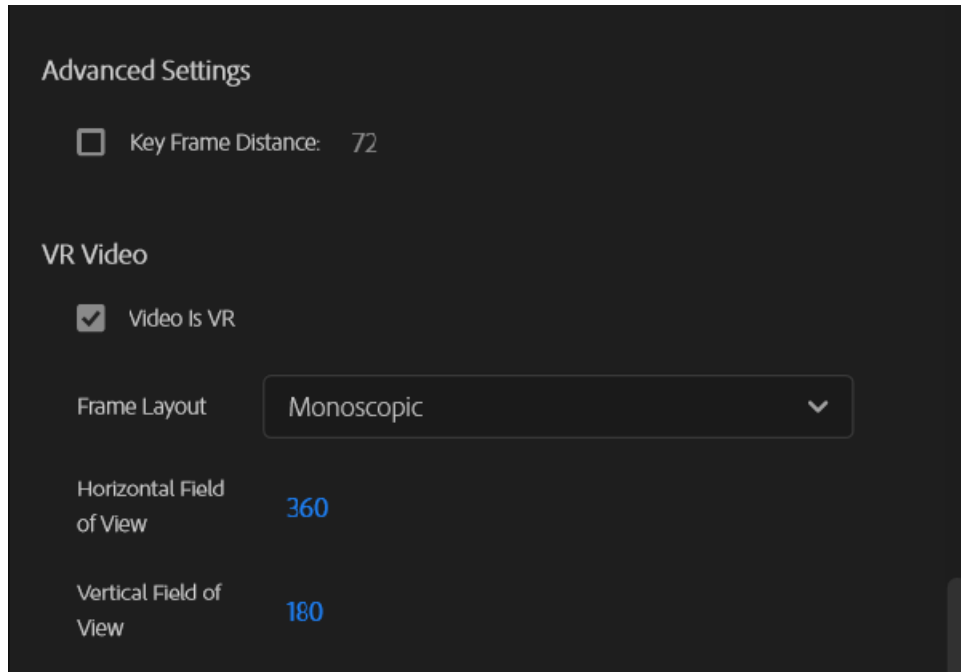 Advanced Settings
Key Frame Distance: 72
VR Video
Video Is VR
Frame Layout Monoscopic
Horizontal Field
of View 360
Vertical Field of
View 180